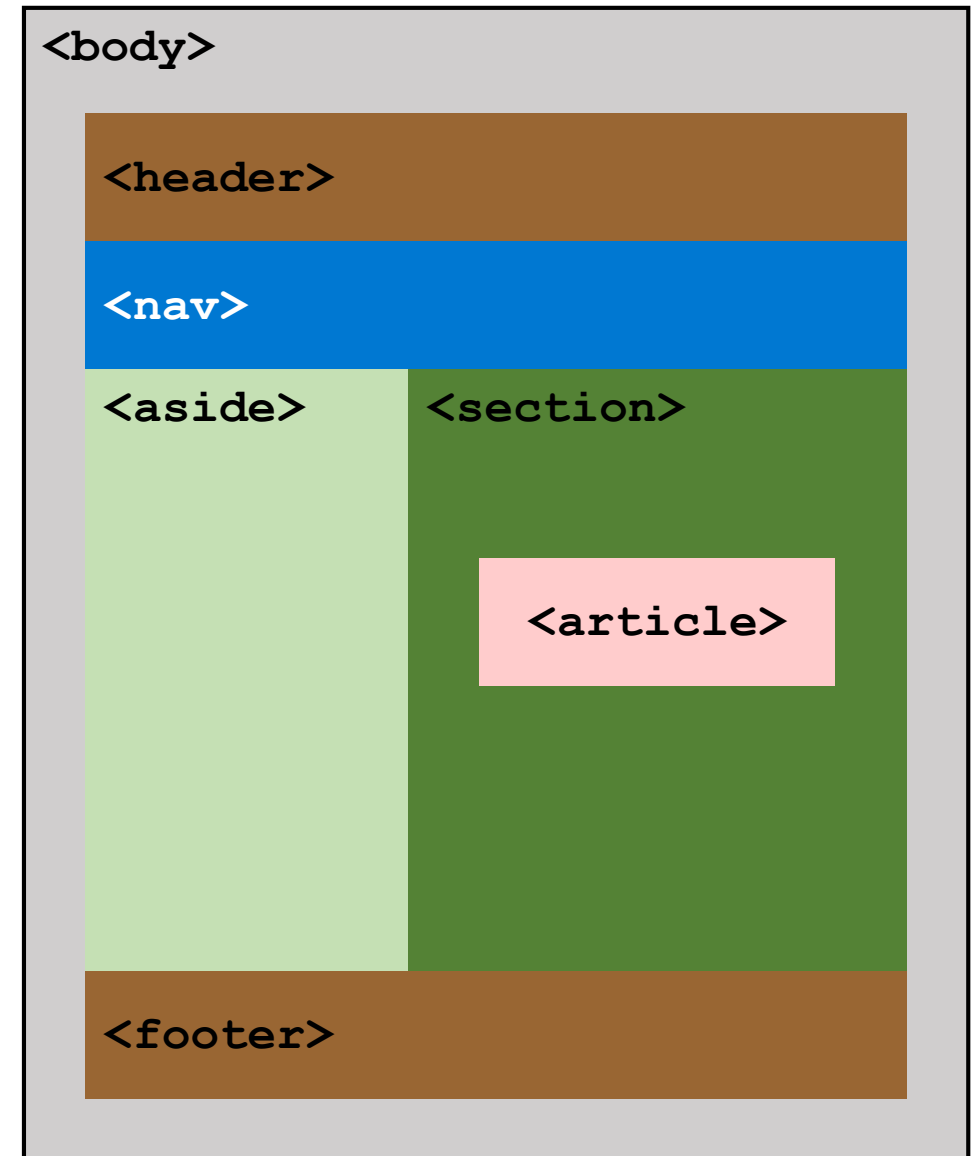 <body>
<header>
<nav>
<aside>
<section>
<article>
<footer>